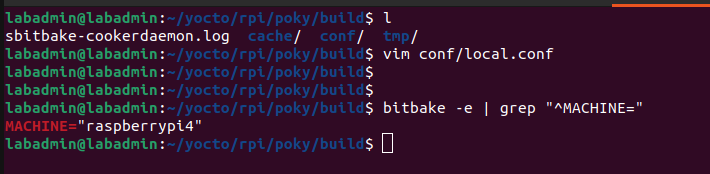 labadmin@labadmin:~/yocto/rpi/poky/build$ l
sbitbake-cookerdaemon.log  cache/  conf/  tmp/
labadmin@labadmin:~/yocto/rpi/poky/build$ vim conf/local.conf
labadmin@labadmin:~/yocto/rpi/poky/build$
labadmin@labadmin:~/yocto/rpi/poky/build$
labadmin@labadmin:~/yocto/rpi/poky/build$ bitbake -e | grep "^MACHINE="
MACHINE="raspberrypi4"
labadmin@labadmin:~/yocto/rpi/poky/build$